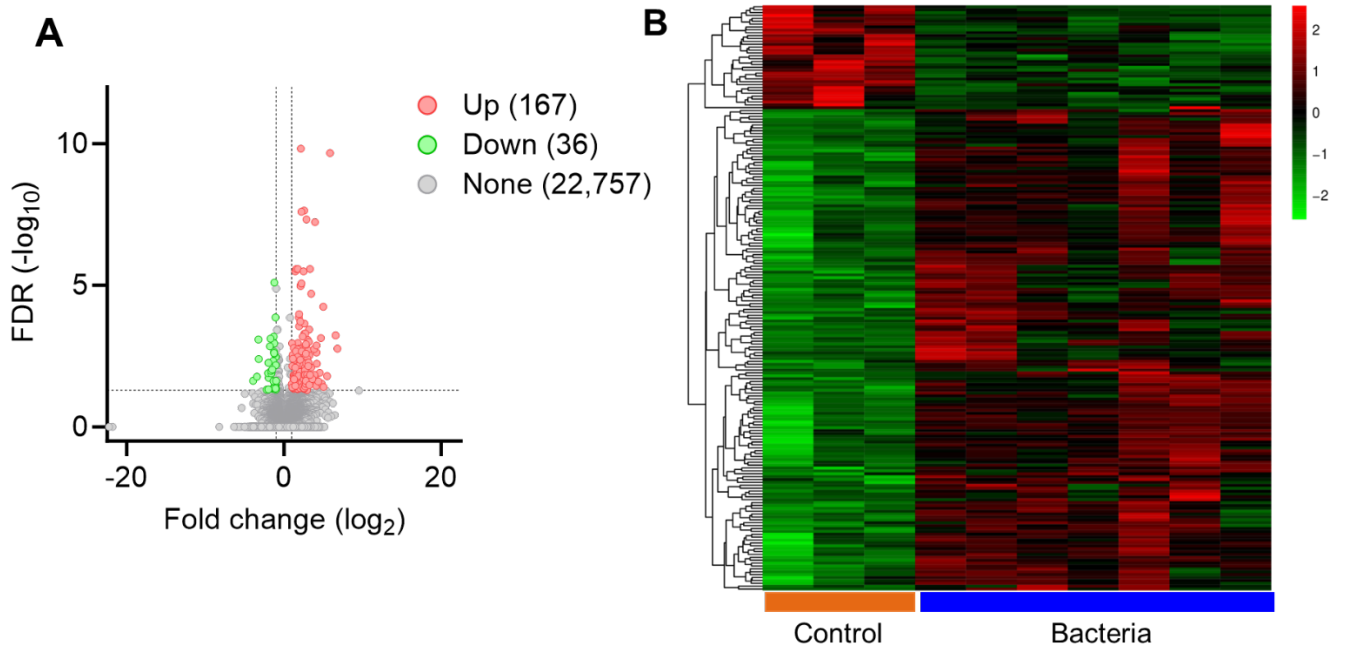 A
Up (167)
Down (36)
None (22,757)
FDR (-log10)
10
5
0
-20
0
20
Fold change (log2)
B
2
1
0
−1
−2
Control
Bacteria